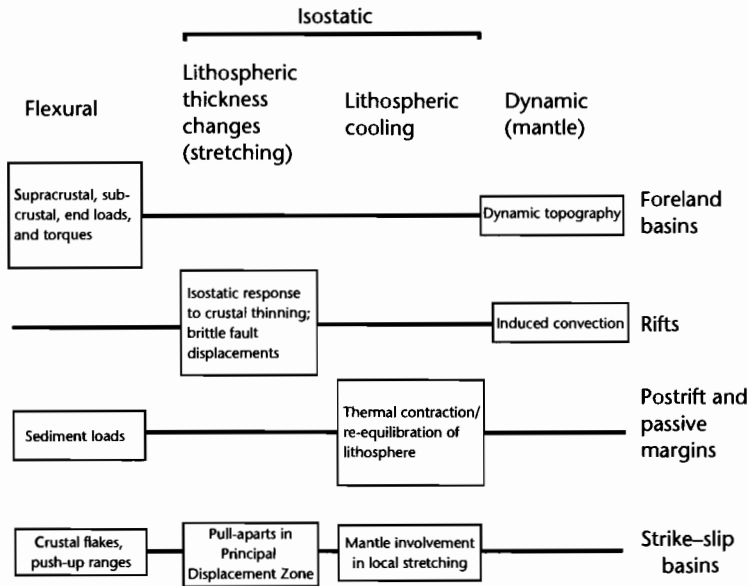 Isostatic
Flexural
Lithospheric
thickness
changes
(stretching)
Lithospheric
cooling
Dynamic
(mantle)
Supracrustal, sub-
crustal, end loads,
and torques
Dynamic topography
Foreland
basins
Isostatic response
to crustal thinning;
brittle fault
displacements
Induced convection
Rifts
Sediment loads
Thermal contraction/
re-equilibration of
lithosphere
Postrift and
passive
margins
Crustal flakes,
push-up ranges
Pull-aparts in
Principal
Displacement Zone
Mantle involvement
in local stretching
Strike–slip
basins